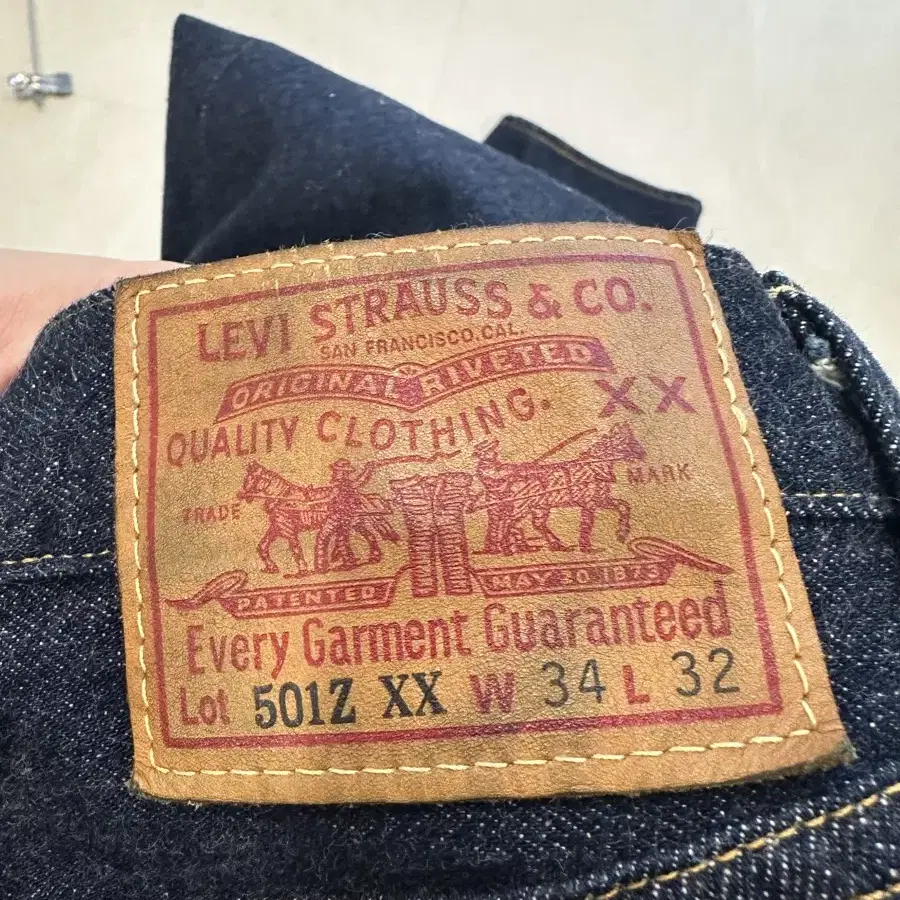 LEVI STRAUSS & CO.
SAN FRANCISCO, CAL.
ORIGINAL RIVETED
QUALITY CLOTHING. XX
TRADE MARK
PATENTED MAY 20 1873
Every Garment Guaranteed
Lot 501Z XX W 34 L 32